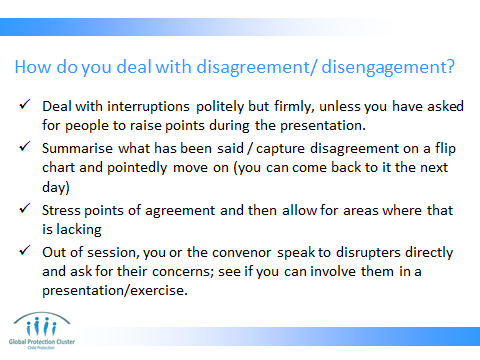 How do you deal with disagreement/ disengagement?
✓ Deal with interruptions politely but firmly, unless you have asked
for people to raise points during the presentation.
✓ Summarise what has been said / capture disagreement on a flip
chart and pointedly move on (you can come back to it the next
day)
✓ Stress points of agreement and then allow for areas where that
is lacking
✓ Out of session, you or the convenor speak to disrupters directly
and ask for their concerns; see if you can involve them in a
presentation/exercise.
Global Protection Cluster
Child Protection